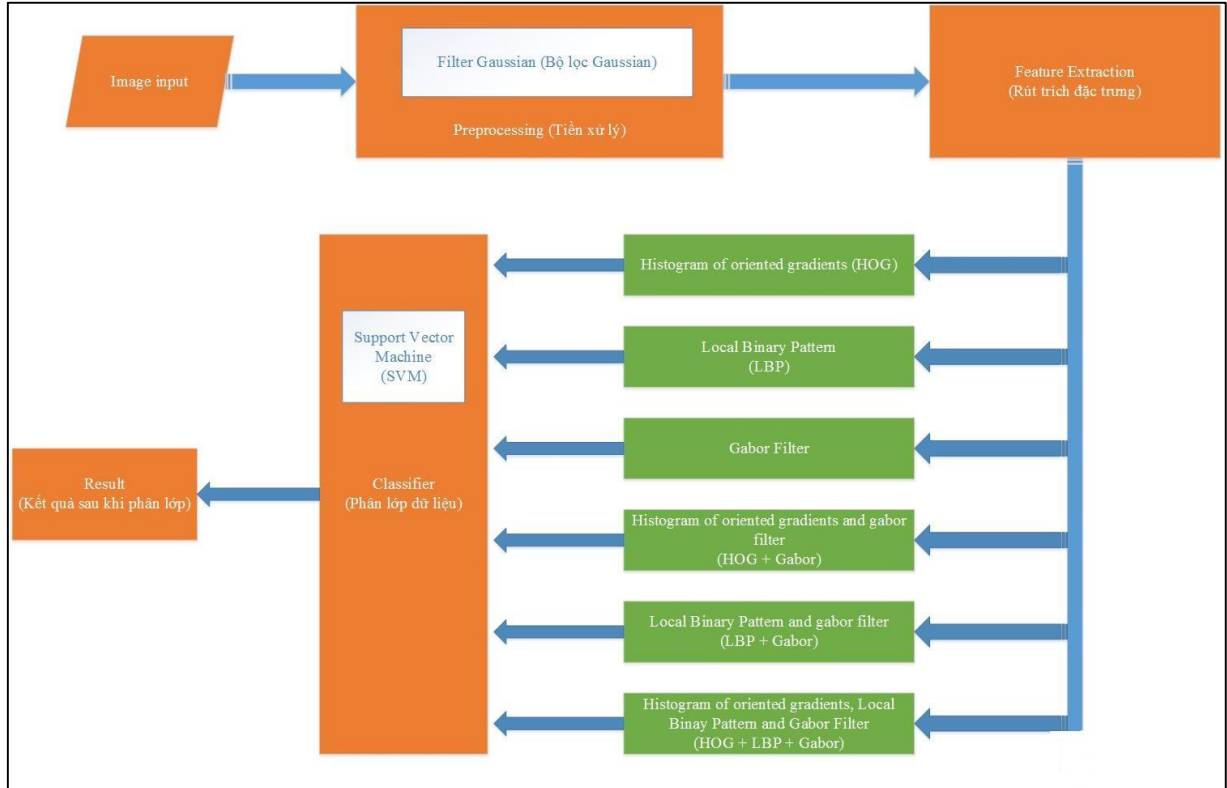 Image input
Filter Gaussian (Bộ lọc Gaussian)
Preprocessing (Tiền xử lý)
Feature Extraction
(Rút trích đặc trưng)
Histogram of oriented gradients (HOG)
Local Binary Pattern
(LBP)
Gabor Filter
Histogram of oriented gradients and gabor
filter
(HOG + Gabor)
Local Binary Pattern and gabor filter
(LBP + Gabor)
Histogram of oriented gradients, Local
Binay Pattern and Gabor Filter
(HOG + LBP + Gabor)
Support Vector
Machine
(SVM)
Classifier
(Phân lớp dữ liệu)
Result
(Kết quả sau khi phân lớp)